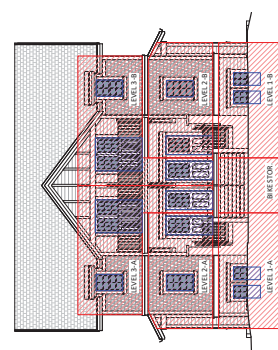 LEVEL 3-B
LEVEL 2-B
LEVEL 1-B
BIKE STOR
LEVEL 3-A
LEVEL 2-A
LEVEL 1-A